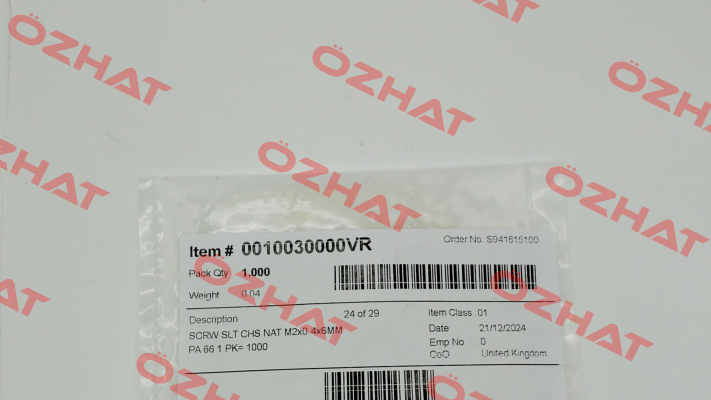 Item # 0010030000VR
Order No. S941615100
Pack Qty 1.000
Weight 0.04
Description 24 of 29 Item Class 01
SCRW SLT CHS NAT M2x0.4x6MM
Date 21/12/2024
PA 66 1 PK= 1000
Emp No 0
CoO United Kingdom
ÖZHAT
ÖZHAT
ÖZHAT
ÖZHAT
ÖZHAT
ÖZHAT
ÖZHAT